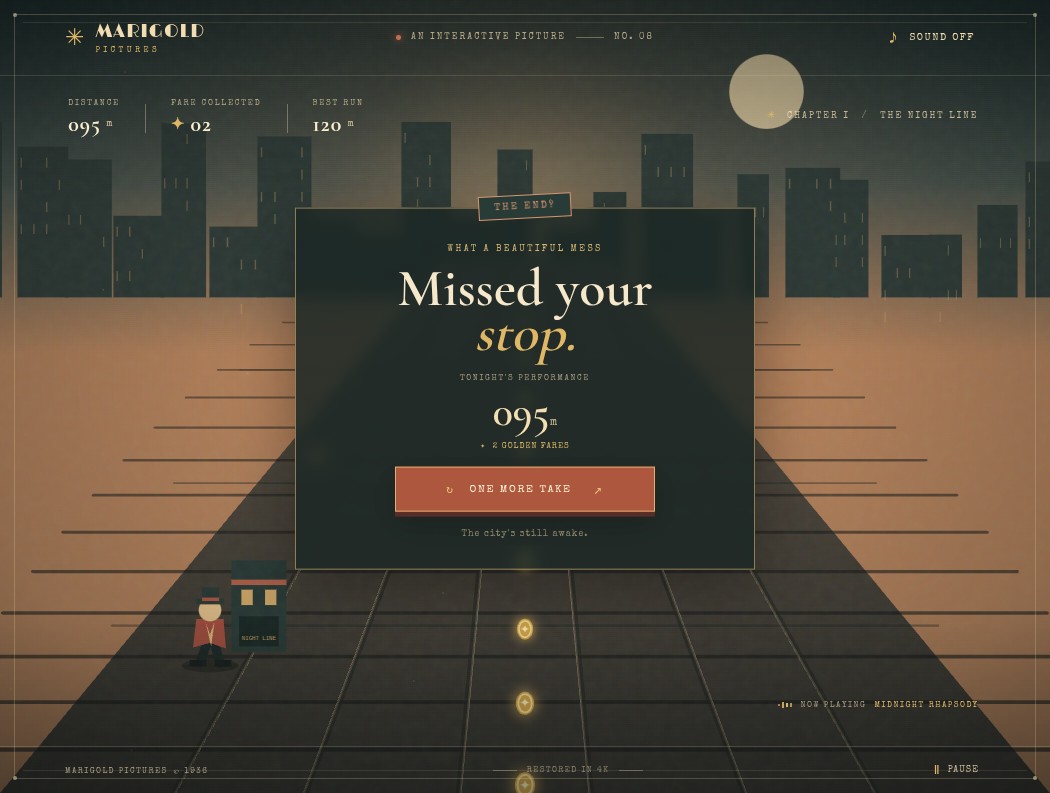 MARIGOLD
PICTURES
AN INTERACTIVE PICTURE NO. 08
♪ SOUND OFF
DISTANCE
095 m
FARE COLLECTED
✦ 02
BEST RUN
120 m
CHAPTER I / THE NIGHT LINE
THE END?
WHAT A BEAUTIFUL MESS
Missed your
stop.
TONIGHT'S PERFORMANCE
095m
✦ 2 GOLDEN FARES
↻ ONE MORE TAKE ↗
The city's still awake.
NIGHT LINE
NOW PLAYING MIDNIGHT RHAPSODY
MARIGOLD PICTURES © 1936
RESTORED IN 4K
PAUSE